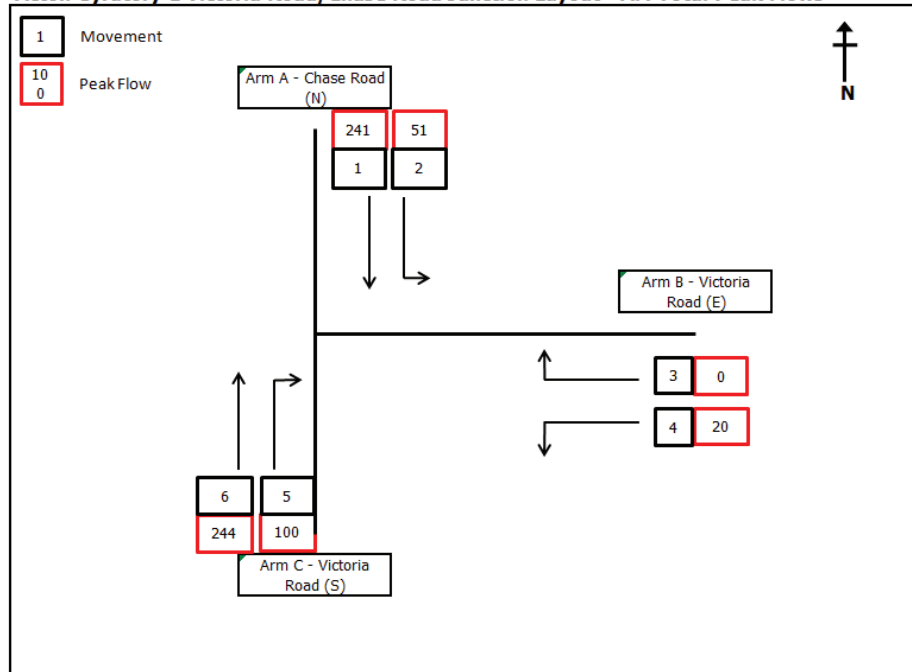 1 Movement
10
0
Peak Flow
N
Arm A - Chase Road
(N)
241 51
1 2
Arm B - Victoria
Road (E)
3 0
4 20
6 5
244 100
Arm C - Victoria
Road (S)